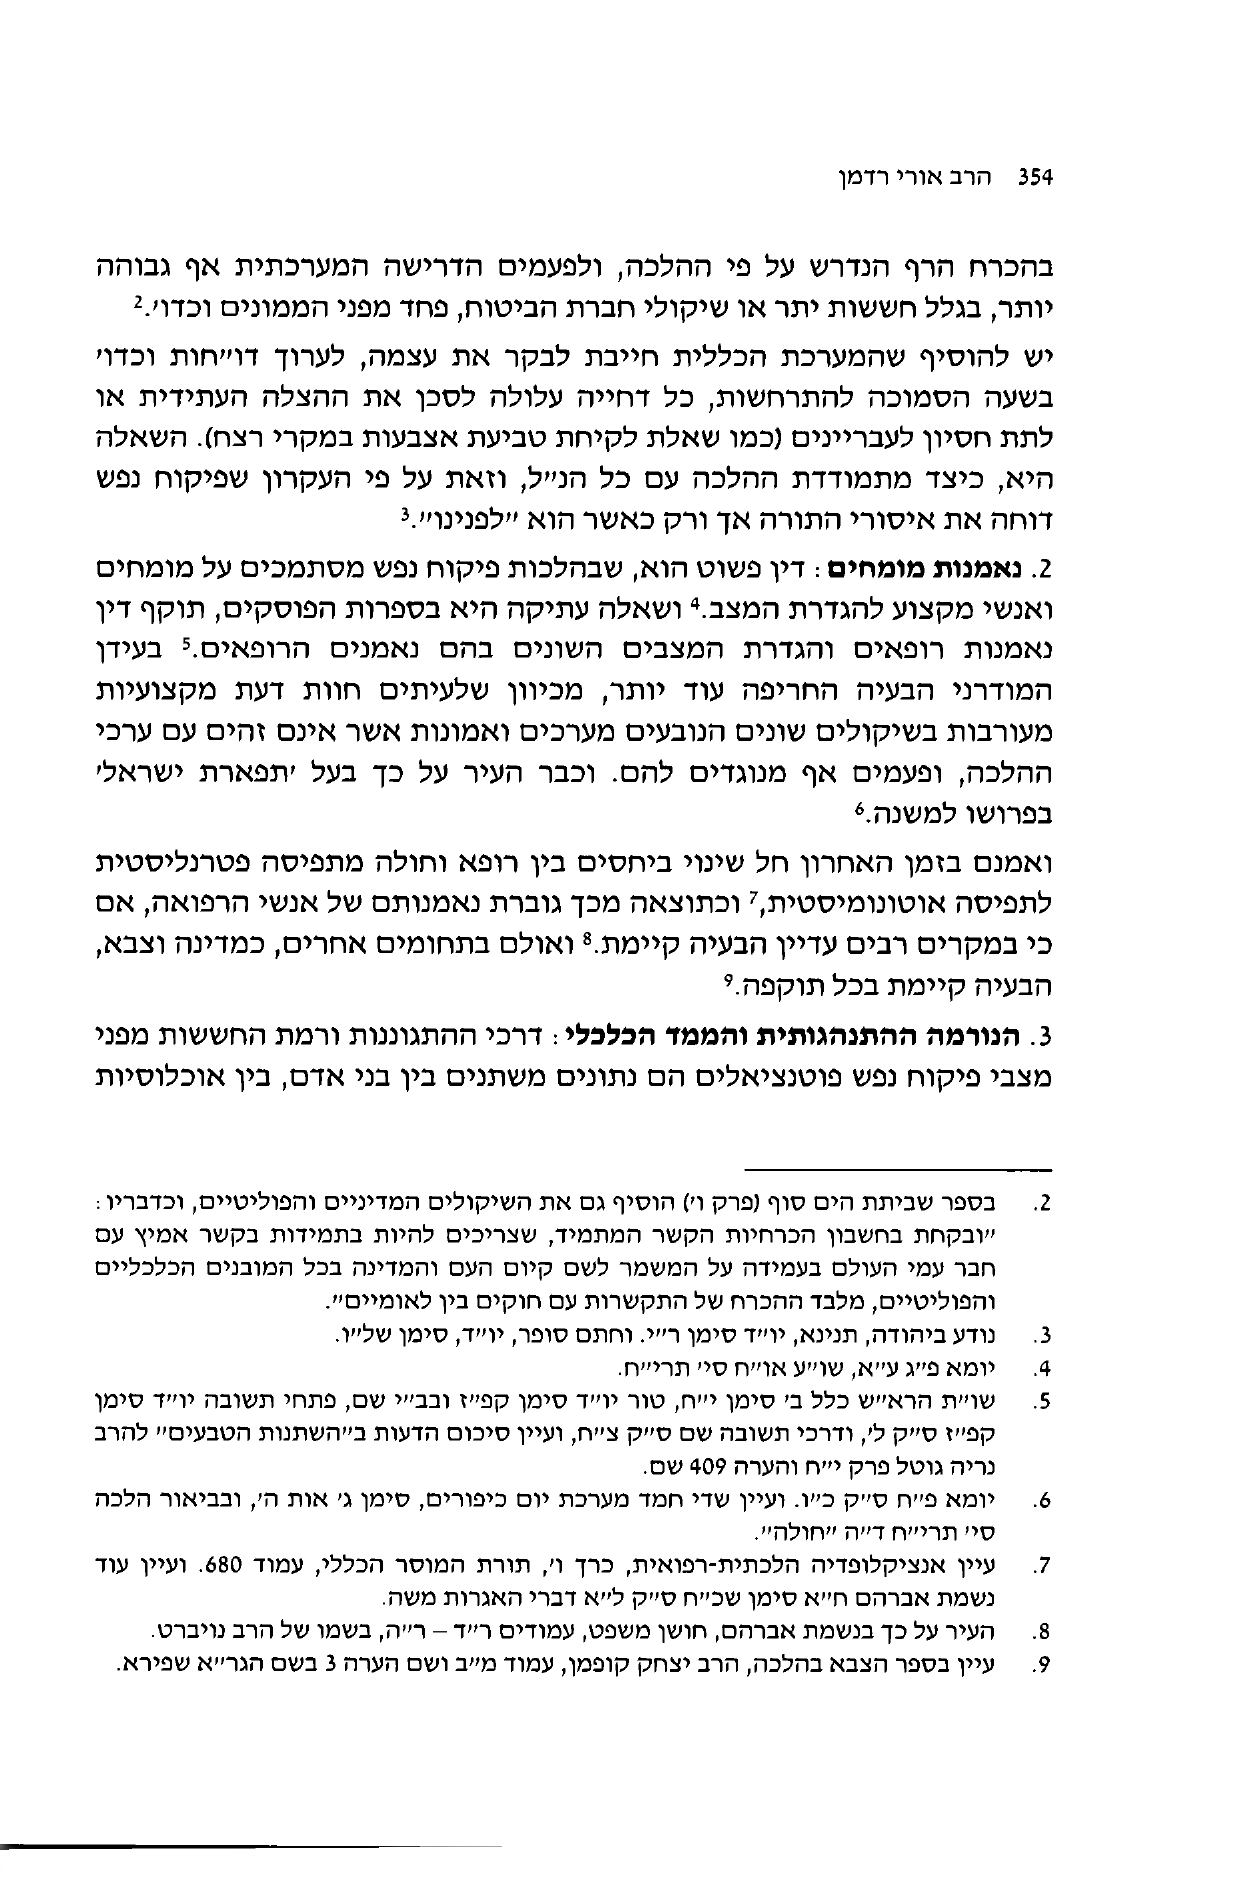 354 הרב אורי רדמן
בהכרח הרף הנדרש על פי ההלכה, ולפעמים הדרישה המערכתית אף גבוהה
יותר, בגלל חששות יתר או שיקולי חברת הביטוח, פחד מפני הממונים וכדו'.2
יש להוסיף שהמערכת הכללית חייבת לבקר את עצמה, לערוך דו"חות וכדו'
בשעה הסמוכה להתרחשות, כל דחייה עלולה לסכן את ההצלה העתידית או
לתת חסיון לעבריינים (כמו שאלת לקיחת טביעת אצבעות במקרי רצח). השאלה
היא, כיצד מתמודדת ההלכה עם כל הנ"ל, וזאת על פי העקרון שפיקוח נפש
דוחה את איסורי התורה אך ורק כאשר הוא "לפנינו".3
2. נאמנות מומחים: דין פשוט הוא, שבהלכות פיקוח נפש מסתמכים על מומחים
ואנשי מקצוע להגדרת המצב.4 ושאלה עתיקה היא בספרות הפוסקים, תוקף דין
נאמנות רופאים והגדרת המצבים השונים בהם נאמנים הרופאים.5 בעידן
המודרני הבעיה החריפה עוד יותר, מכיוון שלעיתים חוות דעת מקצועיות
מעורבות בשיקולים שונים הנובעים מערכים ואמונות אשר אינם זהים עם ערכי
ההלכה, ופעמים אף מנוגדים להם. וכבר העיר על כך בעל 'תפארת ישראל'
בפרושו למשנה.6
ואמנם בזמן האחרון חל שינוי ביחסים בין רופא וחולה מתפיסה פטרנליסטית
לתפיסה אוטונומיסטית,7 וכתוצאה מכך גוברת נאמנותם של אנשי הרפואה, אם
כי במקרים רבים עדיין הבעיה קיימת.8 ואולם בתחומים אחרים, כמדינה וצבא,
הבעיה קיימת בכל תוקפה.9
3. הנורמה ההתנהגותית והממד הכלכלי: דרכי ההתגוננות ורמת החששות מפני
מצבי פיקוח נפש פוטנציאלים הם נתונים משתנים בין בני אדם, בין אוכלוסיות
2. בספר שביתת הים סוף (פרק ו') הוסיף גם את השיקולים המדיניים והפוליטיים, וכדבריו:
"ובקחת בחשבון הכרחיות הקשר המתמיד, שצריכים להיות בתמידות בקשר אמיץ עם
חבר עמי העולם בעמידה על המשמר לשם קיום העם והמדינה בכל המובנים הכלכליים
והפוליטיים, מלבד ההכרח של התקשרות עם חוקים בין לאומיים".
3. נודע ביהודה, תנינא, יו"ד סימן ר"י. וחתם סופר, יו"ד, סימן של"ו.
4. יומא פ"ג ע"א, שו"ע או"ח סי' תרי"ח.
5. שו"ת הרא"ש כלל ב' סימן י"ח, טור יו"ד סימן קפ"ז ובב"י שם, פתחי תשובה יו"ד סימן
קפ"ז ס"ק ל', ודרכי תשובה שם ס"ק צ"ח, ועיין סיכום הדעות ב"השתנות הטבעים" להרב
נריה גוטל פרק י"ח והערה 409 שם.
6. יומא פ"ח ס"ק כ"ו. ועיין שדי חמד מערכת יום כיפורים, סימן ג' אות ה', ובביאור הלכה
סי' תרי"ח ד"ה "חולה".
7. עיין אנציקלופדיה הלכתית-רפואית, כרך ו', תורת המוסר הכללי, עמוד 680. ועיין עוד
נשמת אברהם ח"א סימן שכ"ח ס"ק ל"א דברי האגרות משה.
8. העיר על כך בנשמת אברהם, חושן משפט, עמודים ר"ד – ר"ה, בשמו של הרב נויברט.
9. עיין בספר הצבא בהלכה, הרב יצחק קופמן, עמוד מ"ב ושם הערה 3 בשם הגר"א שפירא.